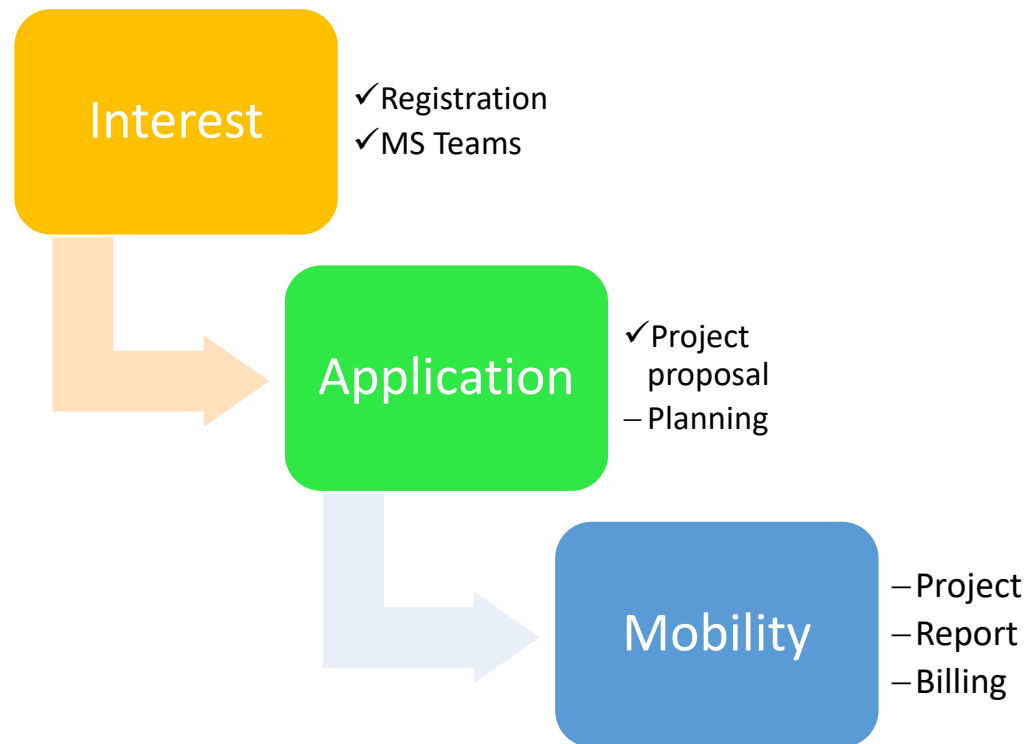 Interest
✓Registration
✓MS Teams
Application
✓Project
proposal
–Planning
Mobility
–Project
–Report
–Billing